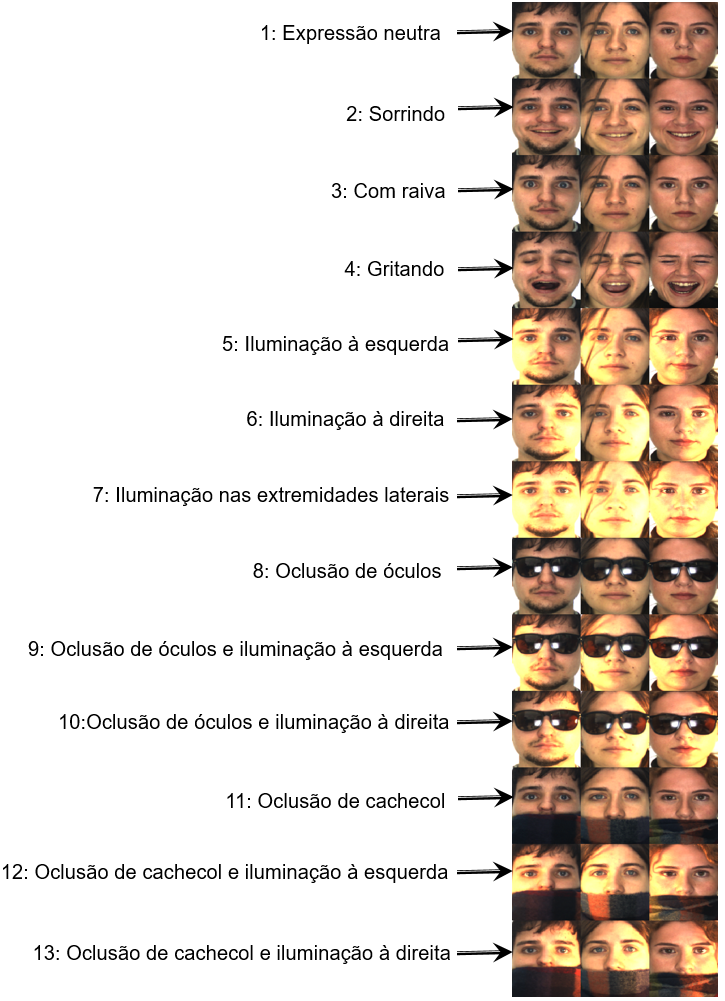 1: Expressão neutra
2: Sorrindo
3: Com raiva
4: Gritando
5: Iluminação à esquerda
6: Iluminação à direita
7: Iluminação nas extremidades laterais
8: Oclusão de óculos
9: Oclusão de óculos e iluminação à esquerda
10:Oclusão de óculos e iluminação à direita
11: Oclusão de cachecol
12: Oclusão de cachecol e iluminação à esquerda
13: Oclusão de cachecol e iluminação à direita